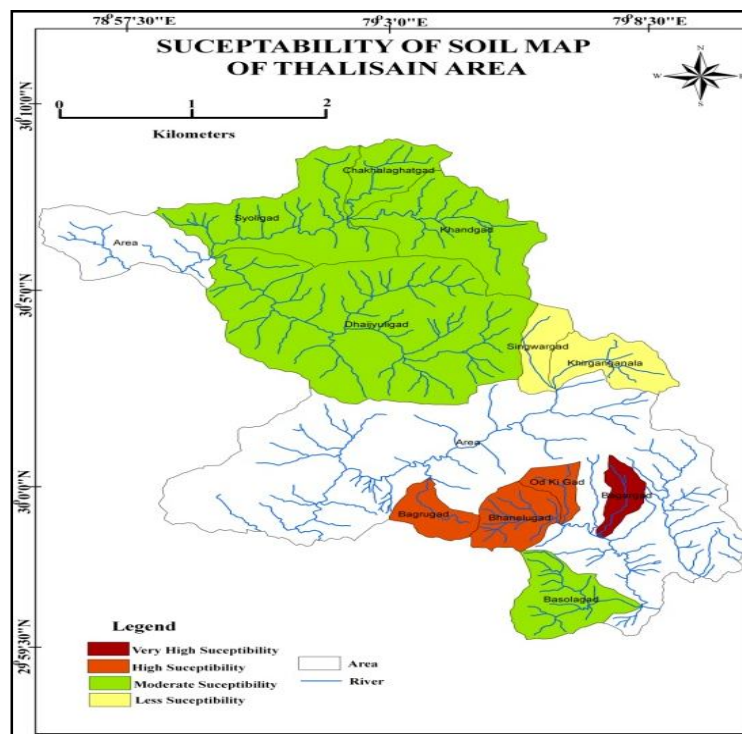 78°57'30"E
79°3'0"E
79°8'30"E
SUCEPTABILITY OF SOIL MAP
OF THALISAIN AREA
N
W
E
S
0 1 2
Kilometers
30°10'0"N
30°5'0"N
30°0'0"N
29°59'30"N
Chakhalaghatgad
Syoligad
Khandgad
Area
Dhaijyuligad
Singwargad
Khirganganala
Area
Od Ki Gad
Bagrugad
Bhanelugad
Basolagad
Legend
Very High Suceptibility
High Suceptibility
Moderate Suceptibility
Less Suceptibility
Area
River